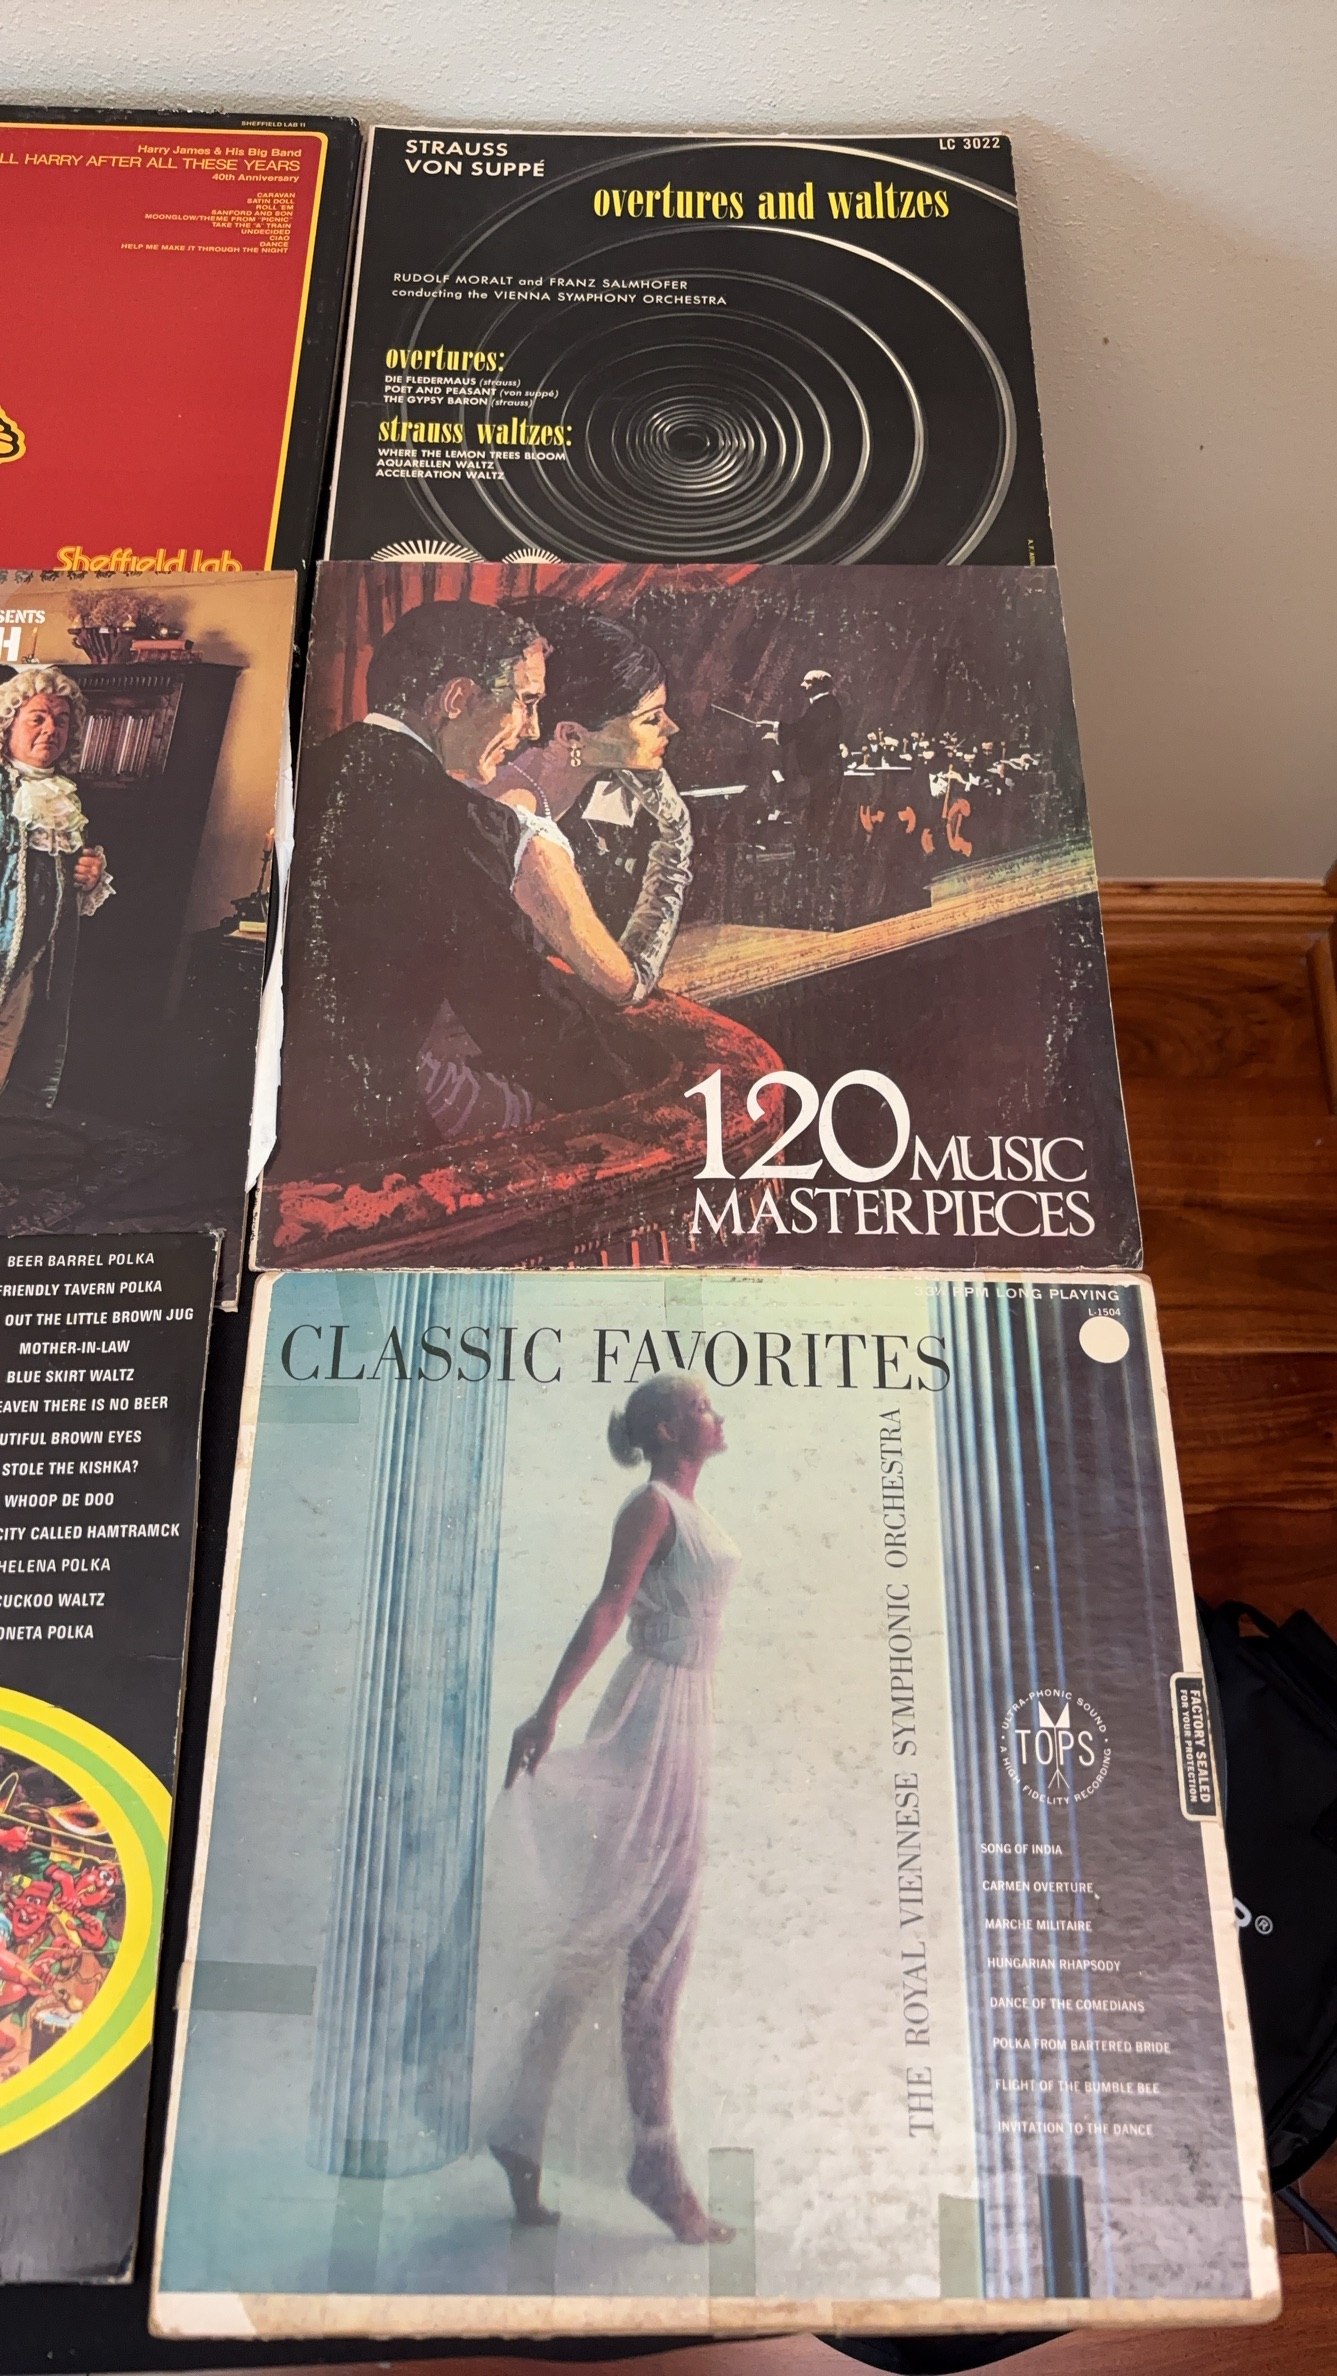 SHEFFIELD LAB 11
Harry James & His Big Band
LL HARRY AFTER ALL THESE YEARS
40th Anniversary
CARAVAN
SATIN DOLL
ROLL 'EM
SANFORD AND SON
MOONGLOW/THEME FROM "PICNIC"
TAKE THE "A" TRAIN
UNDECIDED
CIAO
DANCE
HELP ME MAKE IT THROUGH THE NIGHT
Sheffield lab
STRAUSS
VON SUPPÉ
LC 3022
overtures and waltzes
RUDOLF MORALT and FRANZ SALMHOFER
conducting the VIENNA SYMPHONY ORCHESTRA
overtures:
DIE FLEDERMAUS (strauss)
POET AND PEASANT (von suppé)
THE GYPSY BARON (strauss)
strauss waltzes:
WHERE THE LEMON TREES BLOOM
AQUARELLEN WALTZ
ACCELERATION WALTZ
SENTS
H
120 MUSIC
MASTERPIECES
BEER BARREL POLKA
FRIENDLY TAVERN POLKA
OUT THE LITTLE BROWN JUG
MOTHER-IN-LAW
BLUE SKIRT WALTZ
EAVEN THERE IS NO BEER
UTIFUL BROWN EYES
STOLE THE KISHKA?
WHOOP DE DOO
CITY CALLED HAMTRAMCK
HELENA POLKA
CUCKOO WALTZ
ONETA POLKA
33⅓ RPM LONG PLAYING
L-1504
CLASSIC FAVORITES
THE ROYAL VIENNESE SYMPHONIC ORCHESTRA
ULTRA-PHONIC SOUND
TOPS
A HIGH FIDELITY RECORDING
FACTORY SEALED
FOR YOUR PROTECTION
SONG OF INDIA
CARMEN OVERTURE
MARCHE MILITAIRE
HUNGARIAN RHAPSODY
DANCE OF THE COMEDIANS
POLKA FROM BARTERED BRIDE
FLIGHT OF THE BUMBLE BEE
INVITATION TO THE DANCE
®